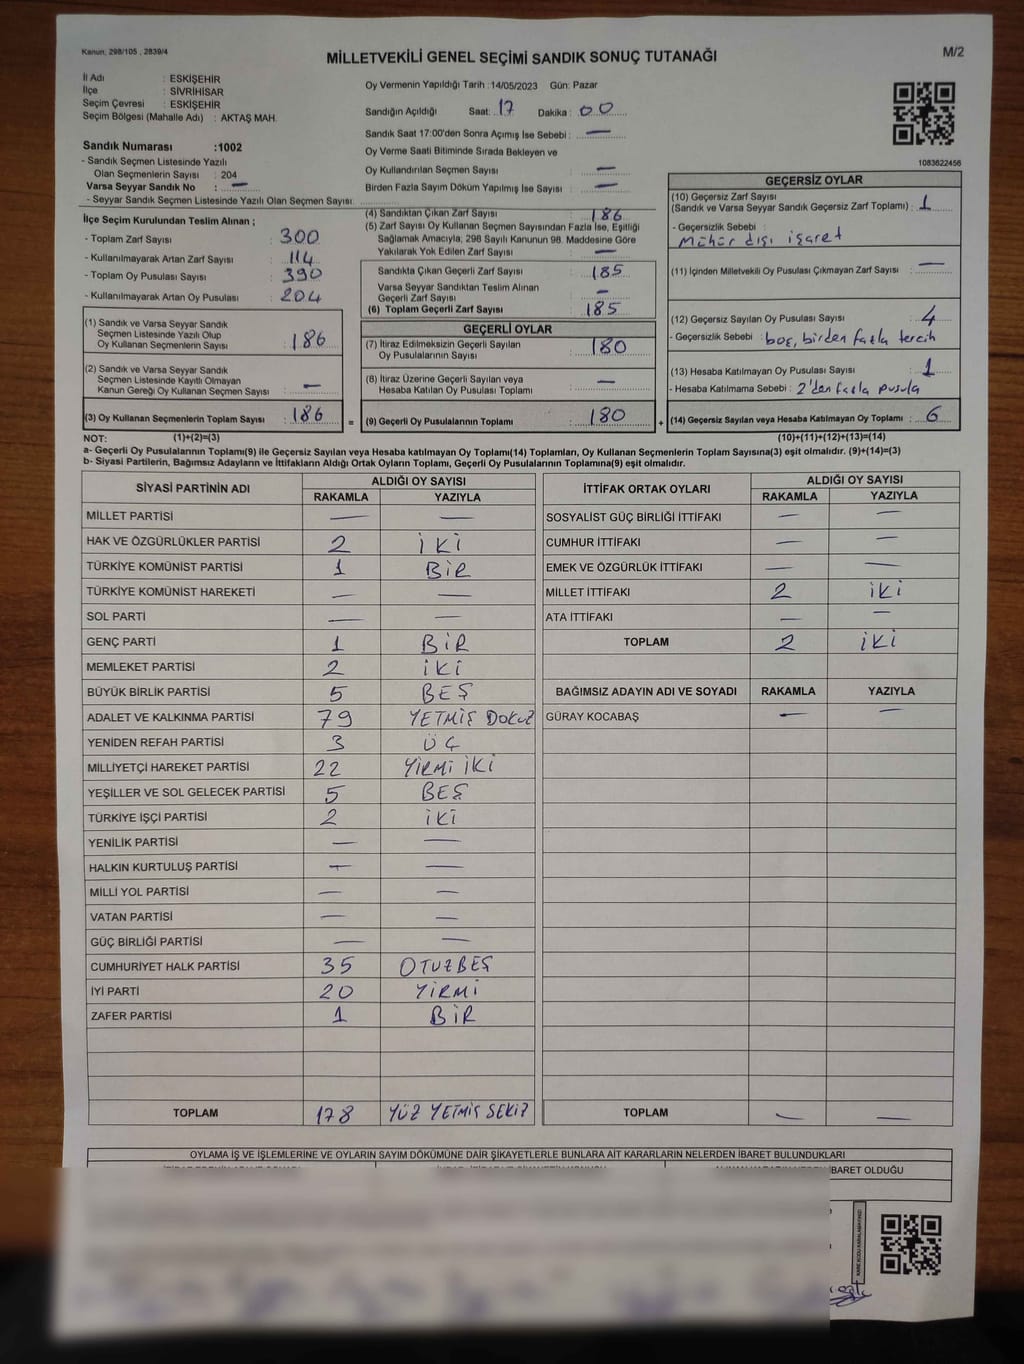 Kanun, 298/105 , 2839/4
MİLLETVEKİLİ GENEL SEÇİMİ SANDIK SONUÇ TUTANAĞI
M/2
İl Adı : ESKİŞEHİR
İlçe : SİVRİHİSAR
Seçim Çevresi : ESKİŞEHİR
Seçim Bölgesi (Mahalle Adı) : AKTAŞ MAH.
Sandık Numarası :1002
- Sandık Seçmen Listesinde Yazılı
Olan Seçmenlerin Sayısı : 204
Varsa Seyyar Sandık No : —
- Seyyar Sandık Seçmen Listesinde Yazılı Olan Seçmen Sayısı:
Oy Vermenin Yapıldığı Tarih :14/05/2023 Gün: Pazar
Sandığın Açıldığı Saat: 17 Dakika : 00
Sandık Saat 17:00'den Sonra Açımış İse Sebebi : —
Oy Verme Saati Bitiminde Sırada Bekleyen ve
Oy Kullandırılan Seçmen Sayısı —
Birden Fazla Sayım Döküm Yapılmış İse Sayısı : —
1083622456
İlçe Seçim Kurulundan Teslim Alınan ;
- Toplam Zarf Sayısı : 300
- Kullanılmayarak Artan Zarf Sayısı : 114
- Toplam Oy Pusulası Sayısı : 390
- Kullanılmayarak Artan Oy Pusulası : 204
(1) Sandık ve Varsa Seyyar Sandık
Seçmen Listesinde Yazılı Olup
Oy Kullanan Seçmenlerin Sayısı : 186
(2) Sandık ve Varsa Seyyar Sandık
Seçmen Listesinde Kayıtlı Olmayan
Kanun Gereği Oy Kullanan Seçmen Sayısı : —
(3) Oy Kullanan Seçmenlerin Toplam Sayısı : 186
(4) Sandıktan Çıkan Zarf Sayısı : 186
(5) Zarf Sayısı Oy Kullanan Seçmen Sayısından Fazla İse, Eşitliği
Sağlamak Amacıyla, 298 Sayılı Kanunun 98. Maddesine Göre
Yakılarak Yok Edilen Zarf Sayısı : —
Sandıkta Çıkan Geçerli Zarf Sayısı : 185
Varsa Seyyar Sandıktan Teslim Alınan
Geçerli Zarf Sayısı : —
(6) Toplam Geçerli Zarf Sayısı : 185
GEÇERLİ OYLAR
(7) İtiraz Edilmeksizin Geçerli Sayılan
Oy Pusulalarının Sayısı : 180
(8) İtiraz Üzerine Geçerli Sayılan veya
Hesaba Katılan Oy Pusulaları Toplamı : —
= (9) Geçerli Oy Pusulalarının Toplamı : 180 +
GEÇERSİZ OYLAR
(10) Geçersiz Zarf Sayısı
(Sandık ve Varsa Seyyar Sandık Geçersiz Zarf Toplamı) : 1
- Geçersizlik Sebebi :
Mühür dışı işaret
(11) İçinden Milletvekili Oy Pusulası Çıkmayan Zarf Sayısı : —
(12) Geçersiz Sayılan Oy Pusulası Sayısı : 4
- Geçersizlik Sebebi : boş, birden fazla tercih
(13) Hesaba Katılmayan Oy Pusulası Sayısı : 1
- Hesaba Katılmama Sebebi : 2'den fazla pusula
(14) Geçersiz Sayılan veya Hesaba Katılmayan Oy Toplamı : 6
NOT: (1)+(2)=(3) (10)+(11)+(12)+(13)=(14)
a- Geçerli Oy Pusulalarının Toplamı(9) ile Geçersiz Sayılan veya Hesaba katılmayan Oy Toplamı(14) Toplamları, Oy Kullanan Seçmenlerin Toplam Sayısına(3) eşit olmalıdır. (9)+(14)=(3)
b- Siyasi Partilerin, Bağımsız Adayların ve İttifakların Aldığı Ortak Oyların Toplamı, Geçerli Oy Pusulalarının Toplamına(9) eşit olmalıdır.
SİYASİ PARTİNİN ADI ALDIĞI OY SAYISI
RAKAMLA YAZIYLA
MİLLET PARTİSİ — —
HAK VE ÖZGÜRLÜKLER PARTİSİ 2 İKİ
TÜRKİYE KOMÜNİST PARTİSİ 1 BİR
TÜRKİYE KOMÜNİST HAREKETİ — —
SOL PARTİ — —
GENÇ PARTİ 1 BİR
MEMLEKET PARTİSİ 2 İKİ
BÜYÜK BİRLİK PARTİSİ 5 BEŞ
ADALET VE KALKINMA PARTİSİ 79 YETMİŞ DOKUZ
YENİDEN REFAH PARTİSİ 3 ÜÇ
MİLLİYETÇİ HAREKET PARTİSİ 22 YİRMİ İKİ
YEŞİLLER VE SOL GELECEK PARTİSİ 5 BEŞ
TÜRKİYE İŞÇİ PARTİSİ 2 İKİ
YENİLİK PARTİSİ — —
HALKIN KURTULUŞ PARTİSİ — —
MİLLİ YOL PARTİSİ — —
VATAN PARTİSİ — —
GÜÇ BİRLİĞİ PARTİSİ — —
CUMHURİYET HALK PARTİSİ 35 OTUZBEŞ
İYİ PARTİ 20 YİRMİ
ZAFER PARTİSİ 1 BİR
TOPLAM 178 YÜZ YETMİŞ SEKİZ
İTTİFAK ORTAK OYLARI ALDIĞI OY SAYISI
RAKAMLA YAZIYLA
SOSYALİST GÜÇ BİRLİĞİ İTTİFAKI — —
CUMHUR İTTİFAKI — —
EMEK VE ÖZGÜRLÜK İTTİFAKI — —
MİLLET İTTİFAKI 2 İKİ
ATA İTTİFAKI — —
TOPLAM 2 İKİ
BAĞIMSIZ ADAYIN ADI VE SOYADI RAKAMLA YAZIYLA
GÜRAY KOCABAŞ — —
TOPLAM — —
OYLAMA İŞ VE İŞLEMLERİNE VE OYLARIN SAYIM DÖKÜMÜNE DAİR ŞİKAYETLERLE BUNLARA AİT KARARLARIN NELERDEN İBARET BULUNDUKLARI
İBARET OLDUĞU